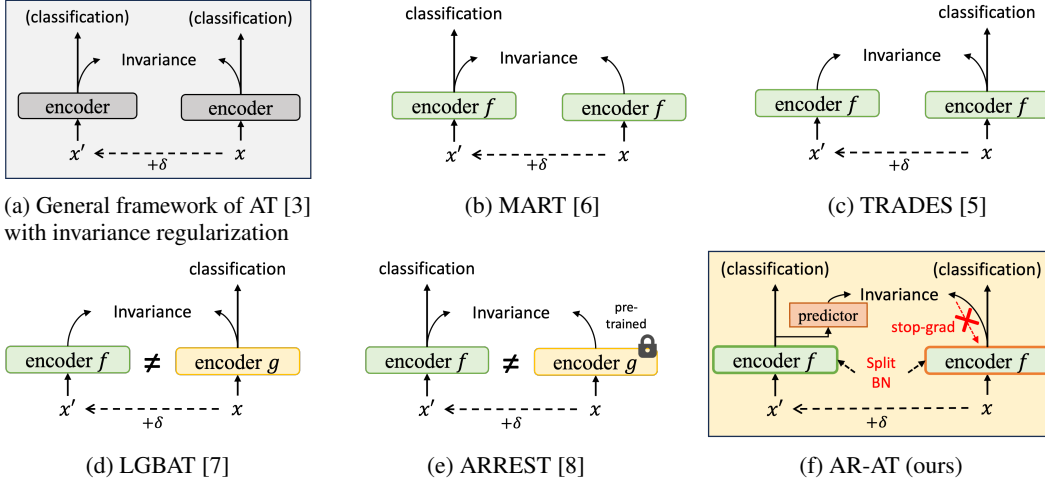 (classification) (classification)
Invariance
encoder encoder
x′ x
+δ
(a) General framework of AT [3]
with invariance regularization
classification
Invariance
encoder f encoder f
x′ x
+δ
(b) MART [6]
classification
Invariance
encoder f encoder f
x′ x
+δ
(c) TRADES [5]
classification
Invariance
encoder f ≠ encoder g
x′ x
+δ
(d) LGBAT [7]
classification
Invariance
pre-
trained
encoder f ≠ encoder g
x′ x
+δ
(e) ARREST [8]
(classification) (classification)
Invariance
predictor
stop-grad
encoder f Split encoder f
BN
x′ x
+δ
(f) AR-AT (ours)